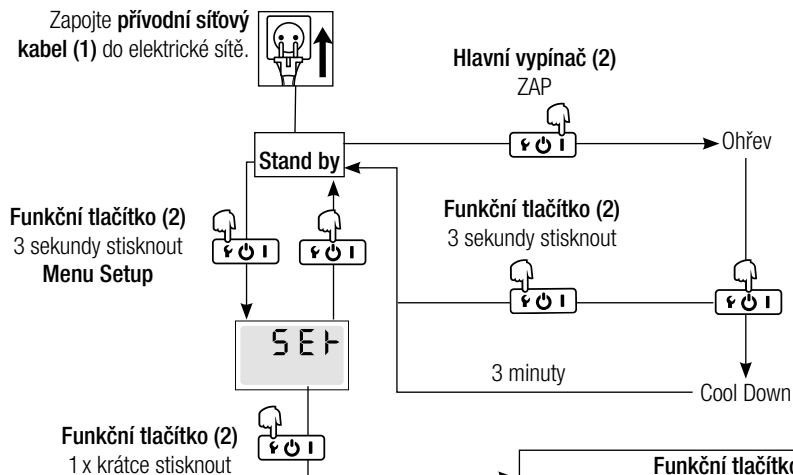 Zapojte přívodní síťový
kabel (1) do elektrické sítě.
Hlavní vypínač (2)
ZAP
Ohřev
Stand by
Funkční tlačítko (2)
3 sekundy stisknout
Menu Setup
Funkční tlačítko (2)
3 sekundy stisknout
SEt
3 minuty
Cool Down
Funkční tlačítko (2)
1 x krátce stisknout
Funkční tlačítko